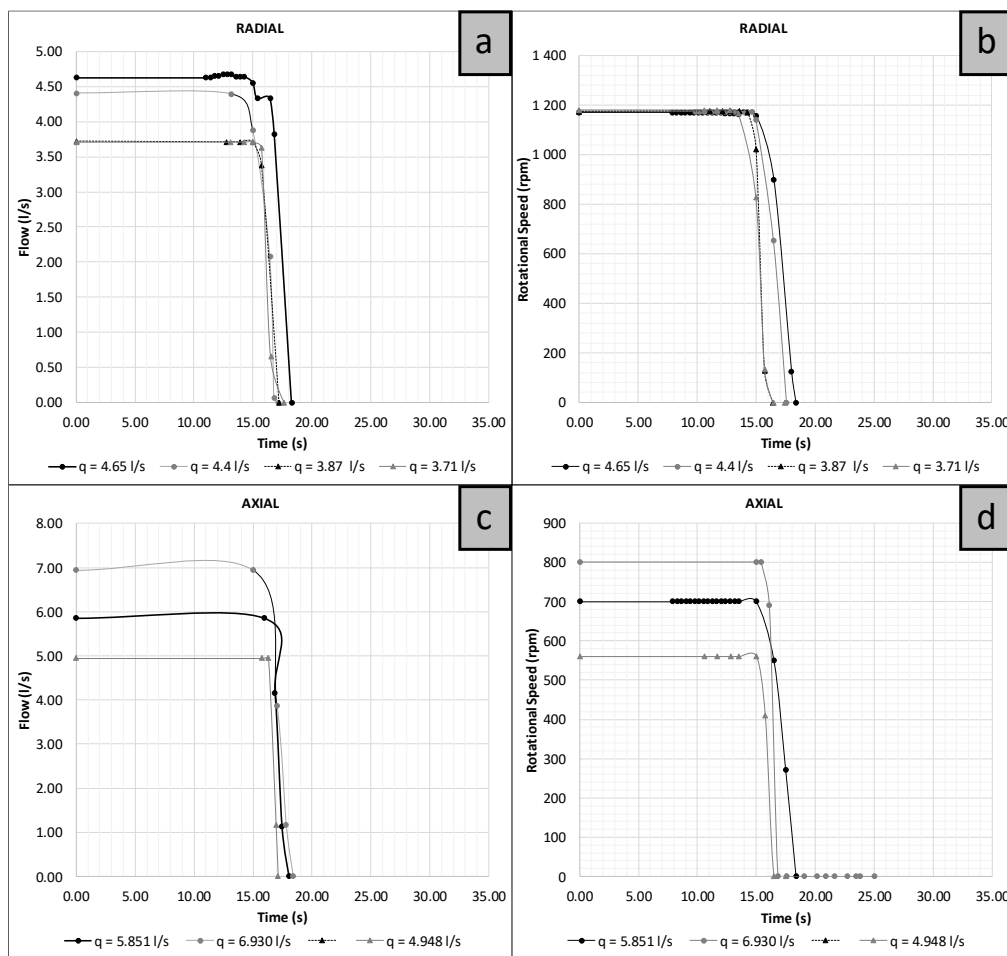 RADIAL
a
5.00
4.50
4.00
3.50
3.00
2.50
2.00
1.50
1.00
0.50
0.00
Flow (l/s)
0.00 5.00 10.00 15.00 20.00 25.00 30.00 35.00
Time (s)
q = 4.65 l/s q = 4.4 l/s q = 3.87 l/s q = 3.71 l/s
RADIAL
b
1 400
1 200
1 000
800
600
400
200
0
Rotational Speed (rpm)
0.00 5.00 10.00 15.00 20.00 25.00 30.00 35.00
Time (s)
q = 4.65 l/s q = 4.4 l/s q = 3.87 l/s q = 3.71 l/s
AXIAL
c
8.00
7.00
6.00
5.00
4.00
3.00
2.00
1.00
0.00
Flow (l/s)
0.00 5.00 10.00 15.00 20.00 25.00 30.00 35.00
Time (s)
q = 5.851 l/s q = 6.930 l/s q = 4.948 l/s
AXIAL
d
900
800
700
600
500
400
300
200
100
0
Rotational Speed (rpm)
0.00 5.00 10.00 15.00 20.00 25.00 30.00 35.00
Time (s)
q = 5.851 l/s q = 6.930 l/s q = 4.948 l/s